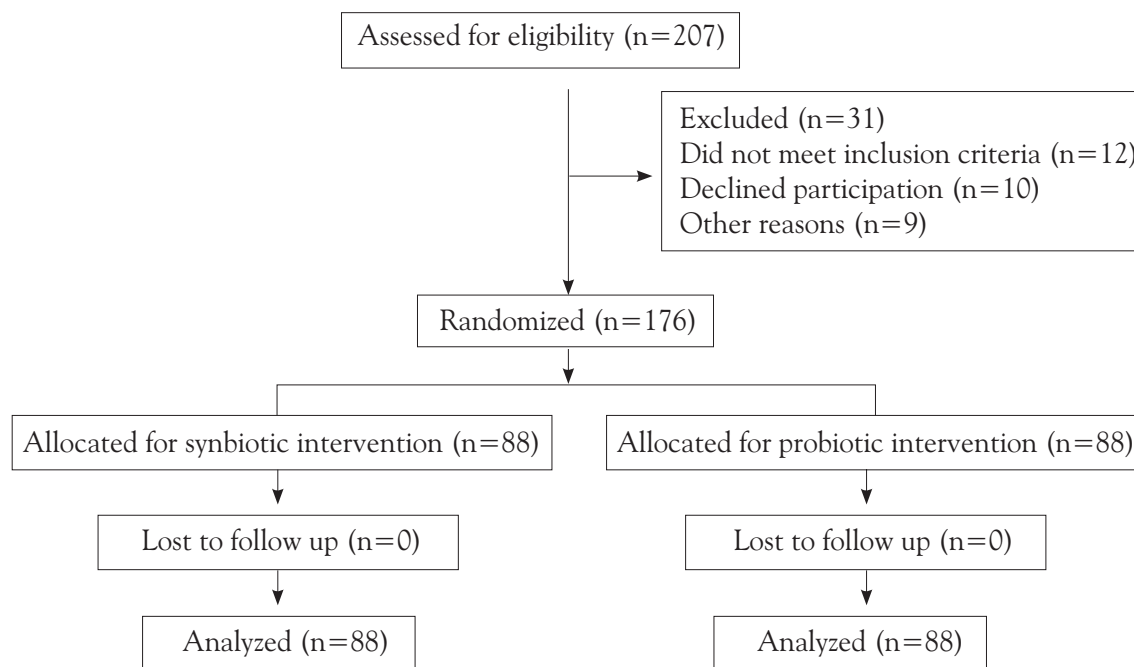 Assessed for eligibility (n=207)
Excluded (n=31)
Did not meet inclusion criteria (n=12)
Declined participation (n=10)
Other reasons (n=9)
Randomized (n=176)
Allocated for synbiotic intervention (n=88)
Allocated for probiotic intervention (n=88)
Lost to follow up (n=0)
Lost to follow up (n=0)
Analyzed (n=88)
Analyzed (n=88)